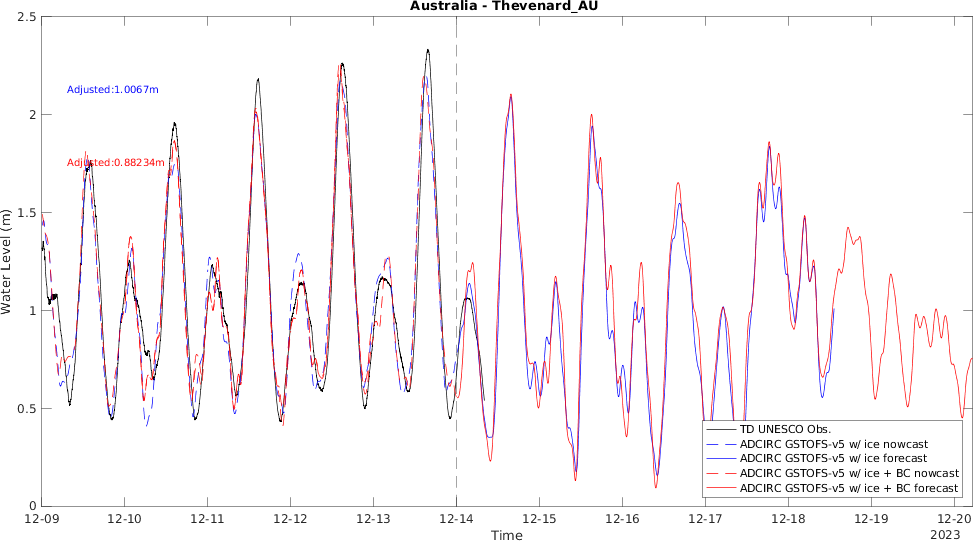 Australia - Thevenard_AU
2.5
2
1.5
1
0.5
0
Water Level (m)
Adjusted:1.0067m
Adjusted:0.88234m
TD UNESCO Obs.
ADCIRC GSTOFS-v5 w/ ice nowcast
ADCIRC GSTOFS-v5 w/ ice forecast
ADCIRC GSTOFS-v5 w/ ice + BC nowcast
ADCIRC GSTOFS-v5 w/ ice + BC forecast
12-09 12-10 12-11 12-12 12-13 12-14 12-15 12-16 12-17 12-18 12-19 12-20
Time
2023